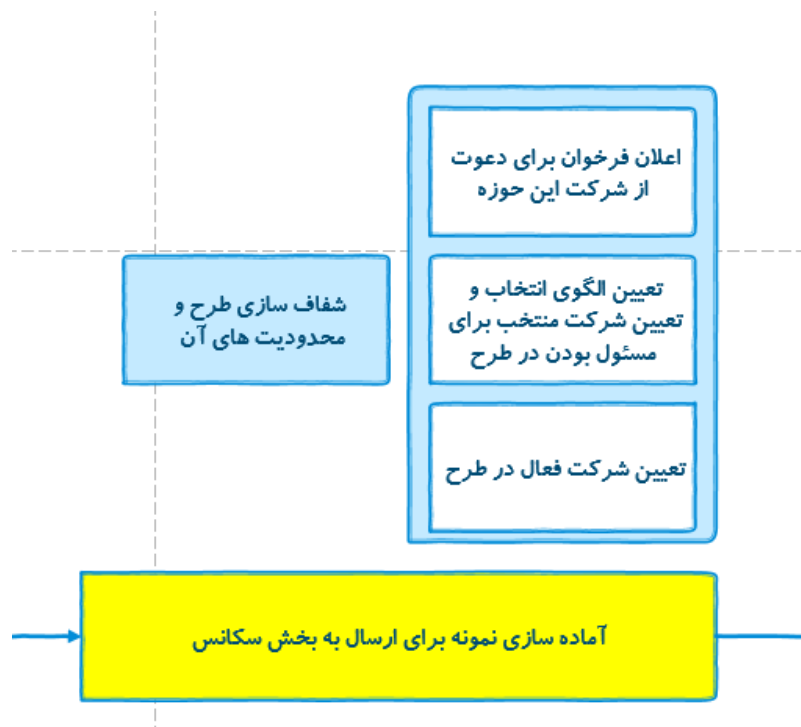 اعلان فرخوان برای دعوت
از شرکت این حوزه
تعیین الگوی انتخاب و
تعیین شرکت منتخب برای
مسئول بودن در طرح
تعیین شرکت فعال در طرح
شفاف سازی طرح و
محدودیت های آن
آماده سازی نمونه برای ارسال به بخش سکانس